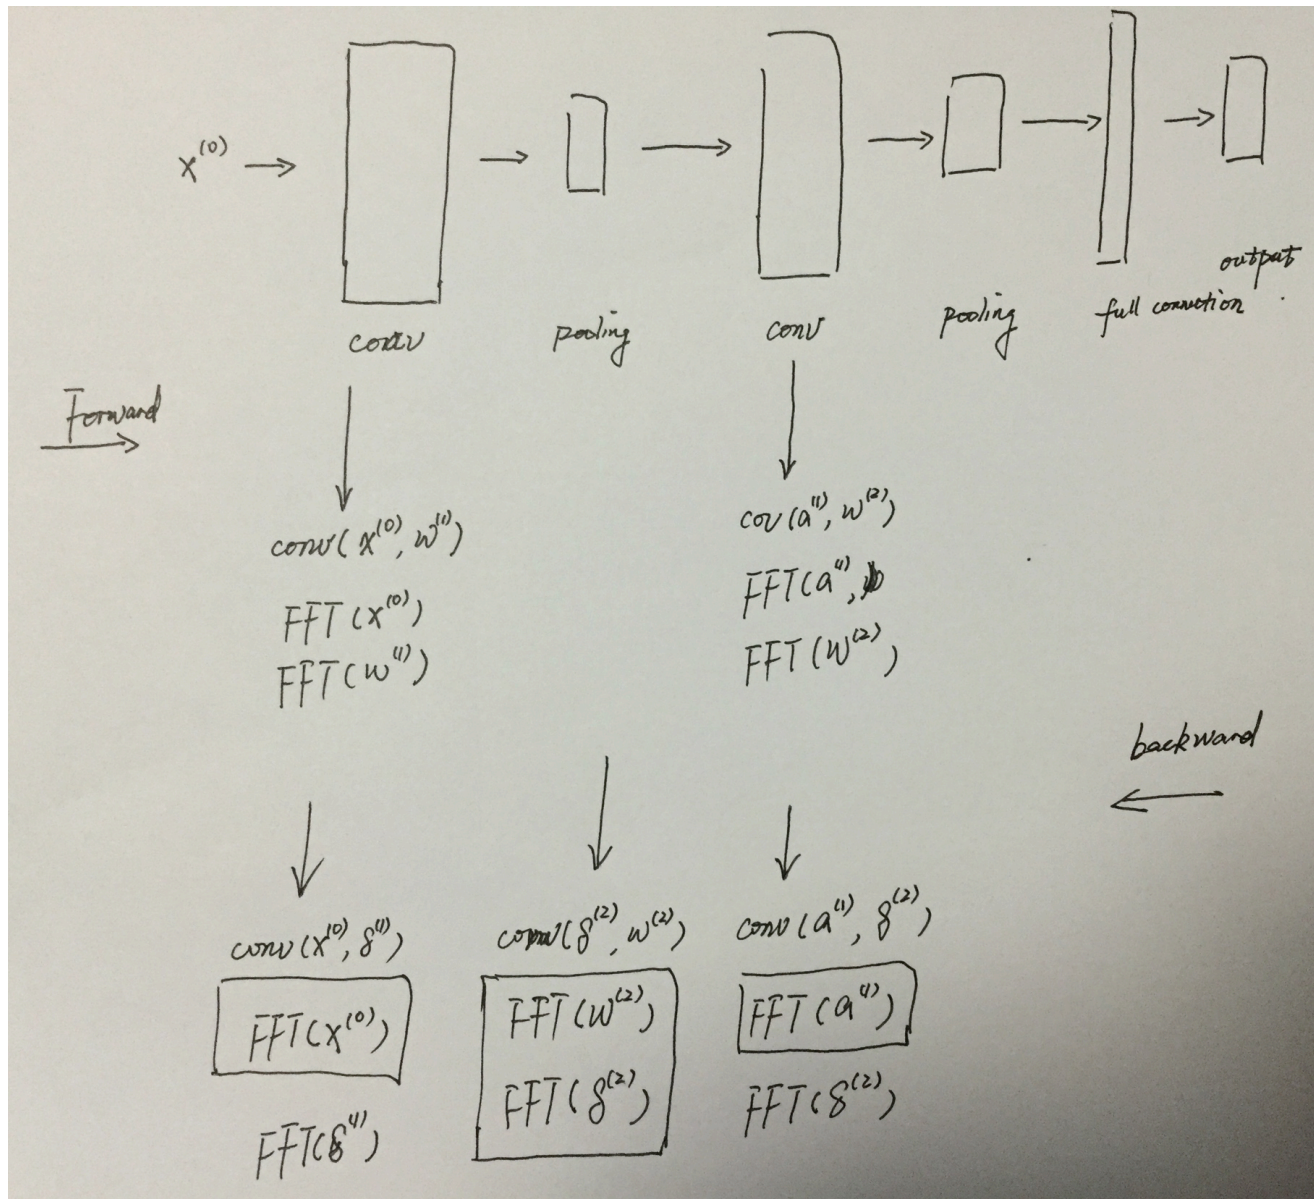 x^(0)
output
conv
pooling
conv
pooling
full connection
Forward
conv(x^(0), w^(1))
FFT(x^(0))
FFT(w^(1))
cov(a^(1), w^(2))
FFT(a^(1),
FFT(w^(2))
backward
conv(x^(0), δ^(1))
FFT(x^(0))
FFT(δ^(1))
conv(δ^(2), w^(2))
FFT(w^(2))
FFT(δ^(2))
conv(a^(1), δ^(2))
FFT(a^(1))
FFT(δ^(2))